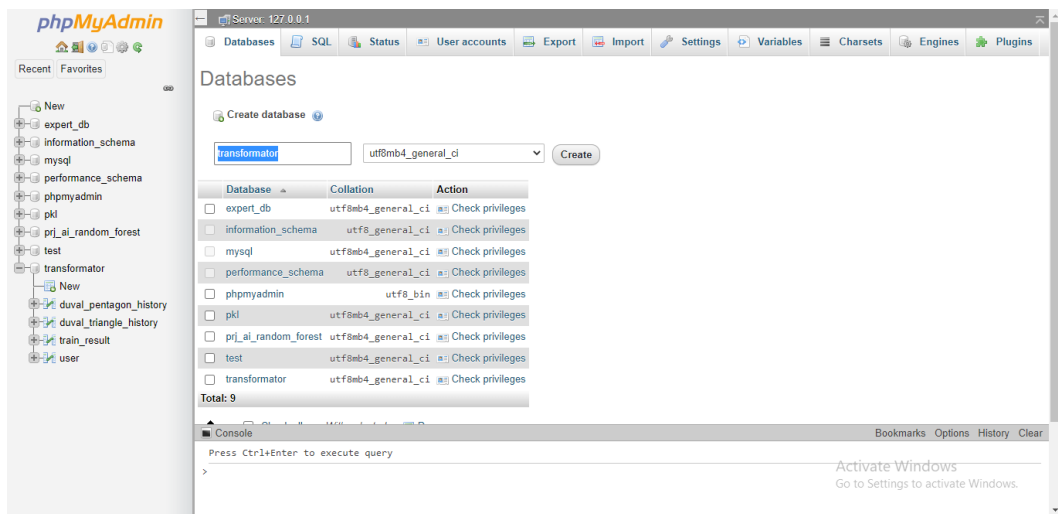 phpMyAdmin
Recent Favorites
New
expert_db
information_schema
mysql
performance_schema
phpmyadmin
pkl
prj_ai_random_forest
test
transformator
New
duval_pentagon_history
duval_triangle_history
train_result
user
Server: 127.0.0.1
Databases SQL Status User accounts Export Import Settings Variables Charsets Engines Plugins
Databases
Create database
transformator utf8mb4_general_ci Create
Database Collation Action
expert_db utf8mb4_general_ci Check privileges
information_schema utf8_general_ci Check privileges
mysql utf8mb4_general_ci Check privileges
performance_schema utf8_general_ci Check privileges
phpmyadmin utf8_bin Check privileges
pkl utf8mb4_general_ci Check privileges
prj_ai_random_forest utf8mb4_general_ci Check privileges
test utf8mb4_general_ci Check privileges
transformator utf8mb4_general_ci Check privileges
Total: 9
Console Bookmarks Options History Clear
Press Ctrl+Enter to execute query
>
Activate Windows
Go to Settings to activate Windows.